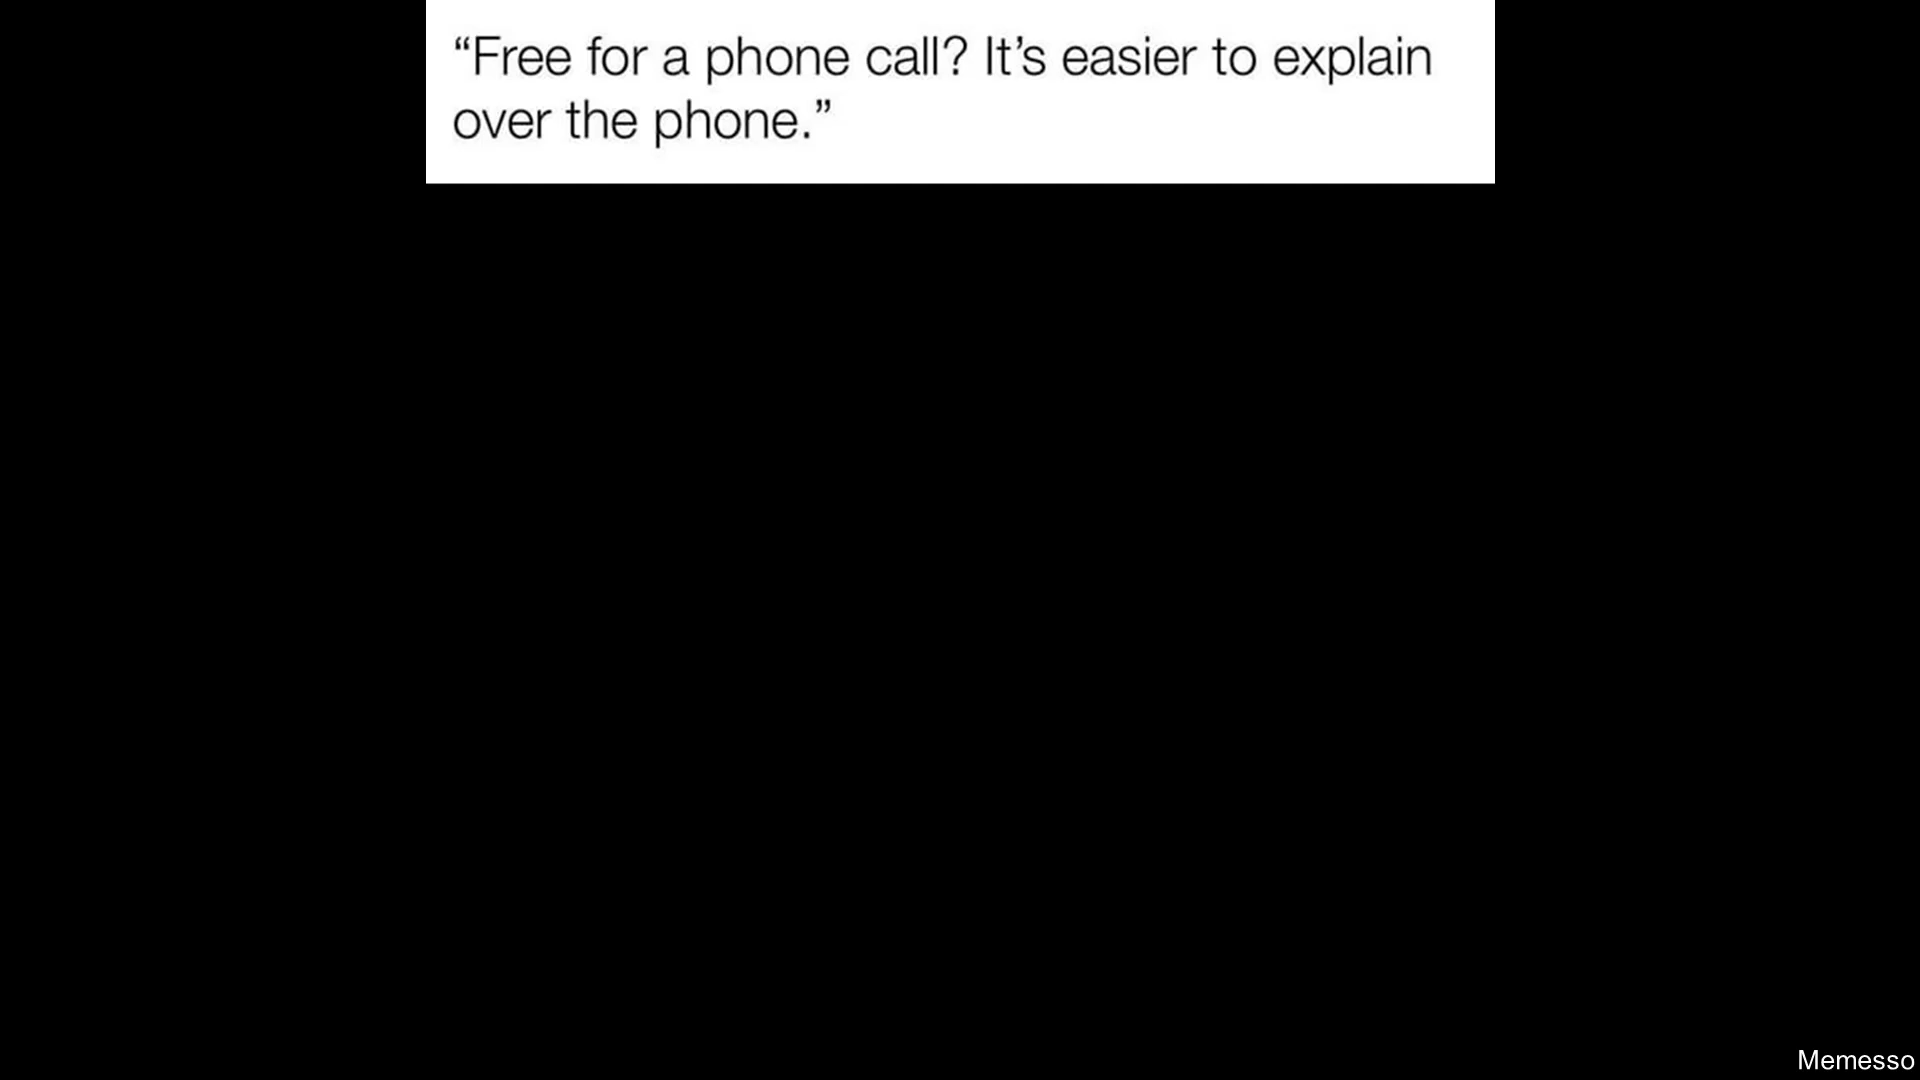 “Free for a phone call? It’s easier to explain
over the phone.”
Memesso